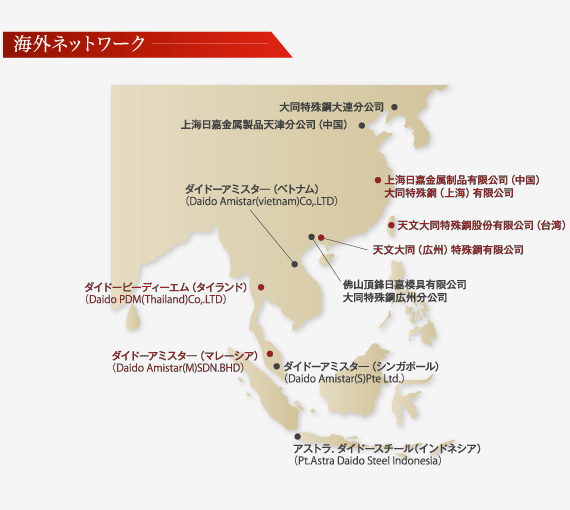 海外ネットワーク
大同特殊鋼大連分公司
上海日嘉金属製品天津分公司（中国）
上海日嘉金属制品有限公司（中国）
大同特殊鋼（上海）有限公司
ダイドーアミスター（ベトナム）
（Daido Amistar(vietnam)Co,.LTD）
天文大同特殊鋼股份有限公司（台湾）
天文大同（広州）特殊鋼有限公司
佛山頂鋒日嘉模具有限公司
大同特殊鋼広州分公司
ダイドーピーディーエム（タイランド）
（Daido PDM(Thailand)Co,.LTD）
ダイドーアミスター（マレーシア）
（Daido Amistar(M)SDN.BHD）
ダイドーアミスター（シンガポール）
（Daido Amistar(S)Pte Ltd.）
アストラ．ダイドースチール（インドネシア）
（Pt.Astra Daido Steel Indonesia）